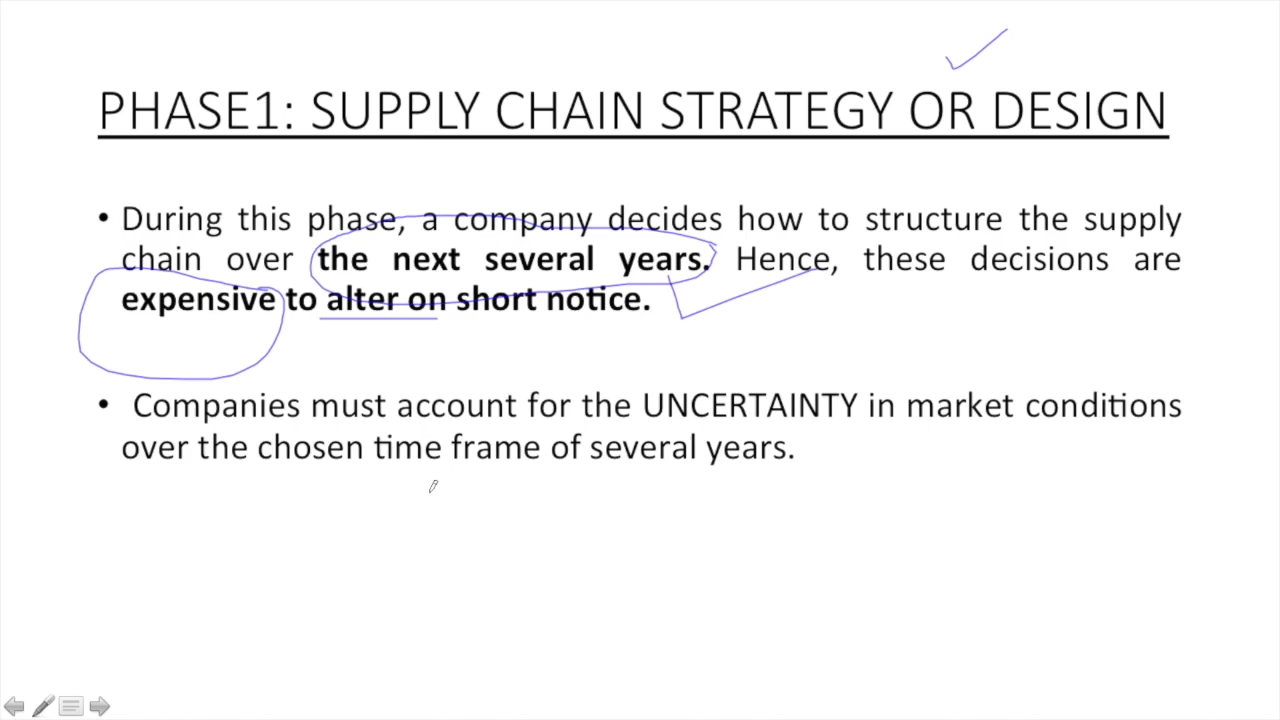 PHASE1: SUPPLY CHAIN STRATEGY OR DESIGN
• During this phase, a company decides how to structure the supply
chain over the next several years. Hence, these decisions are
expensive to alter on short notice.
• Companies must account for the UNCERTAINTY in market conditions
over the chosen time frame of several years.